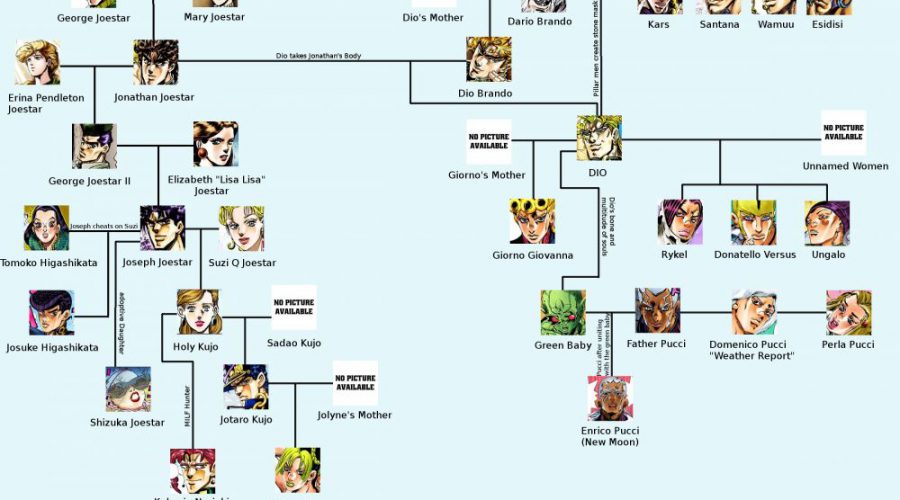 George Joestar
Mary Joestar
Dio's Mother
Dario Brando
Kars
Santana
Wamuu
Esidisi
Pillar men create stone mask
Dio takes Jonathan's Body
Erina Pendleton
Joestar
Jonathan Joestar
Dio Brando
NO PICTURE
AVAILABLE
Giorno's Mother
DIO
NO PICTURE
AVAILABLE
Unnamed Women
George Joestar II
Elizabeth "Lisa Lisa"
Joestar
Dio's bone and
multitude of souls
Joseph cheats on Suzi
Tomoko Higashikata
Joseph Joestar
Suzi Q Joestar
Giorno Giovanna
Rykel
Donatello Versus
Ungalo
adoptive Daughter
Josuke Higashikata
Holy Kujo
NO PICTURE
AVAILABLE
Sadao Kujo
Green Baby
Father Pucci
Domenico Pucci
"Weather Report"
Perla Pucci
Pucci after uniting
with the green baby
MILF Hunter
Shizuka Joestar
Jotaro Kujo
NO PICTURE
AVAILABLE
Jolyne's Mother
Enrico Pucci
(New Moon)